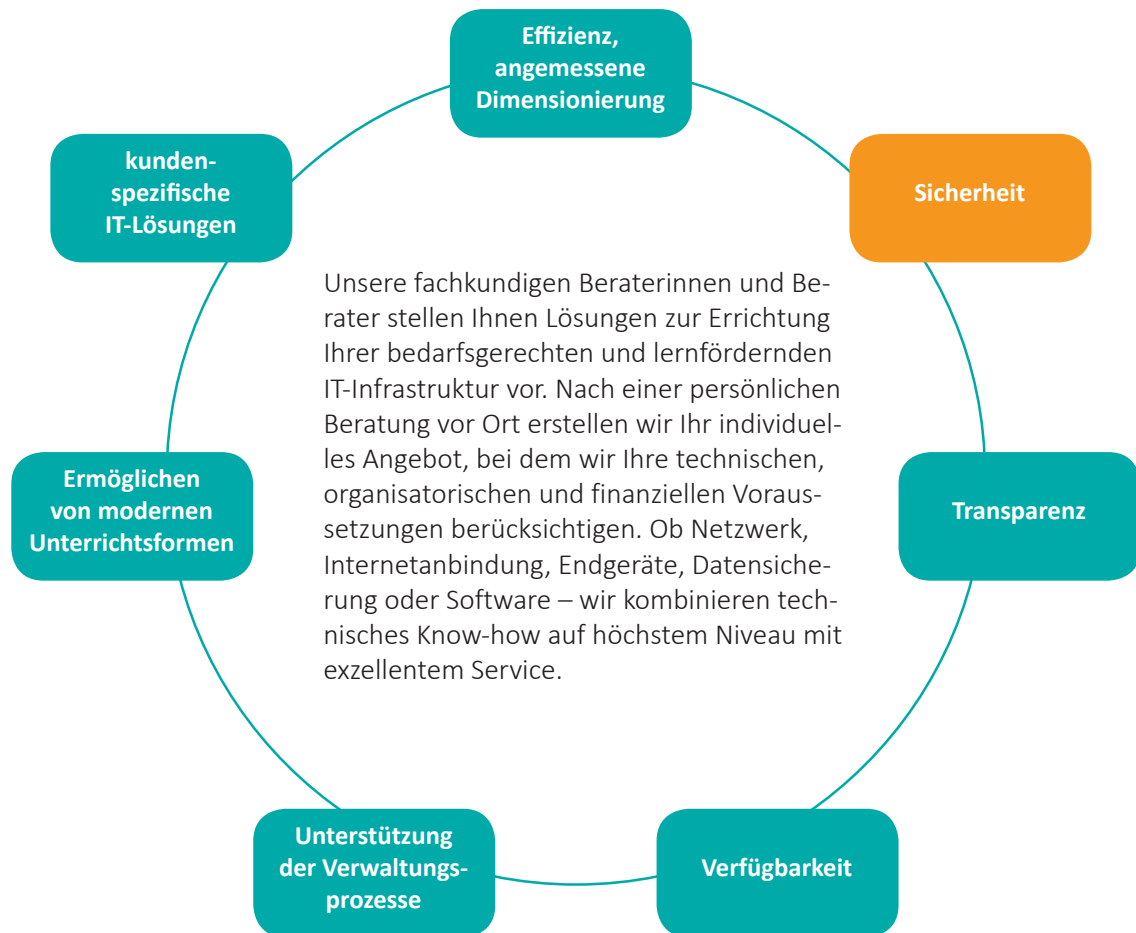 Effizienz,
angemessene
Dimensionierung
kunden-
spezifische
IT-Lösungen
Sicherheit
Unsere fachkundigen Beraterinnen und Be-
rater stellen Ihnen Lösungen zur Errichtung
Ihrer bedarfsgerechten und lernfördernden
IT-Infrastruktur vor. Nach einer persönlichen
Beratung vor Ort erstellen wir Ihr individuel-
les Angebot, bei dem wir Ihre technischen,
organisatorischen und finanziellen Voraus-
setzungen berücksichtigen. Ob Netzwerk,
Internetanbindung, Endgeräte, Datensiche-
rung oder Software – wir kombinieren tech-
nisches Know-how auf höchstem Niveau mit
exzellentem Service.
Ermöglichen
von modernen
Unterrichtsformen
Transparenz
Unterstützung
der Verwaltungs-
prozesse
Verfügbarkeit